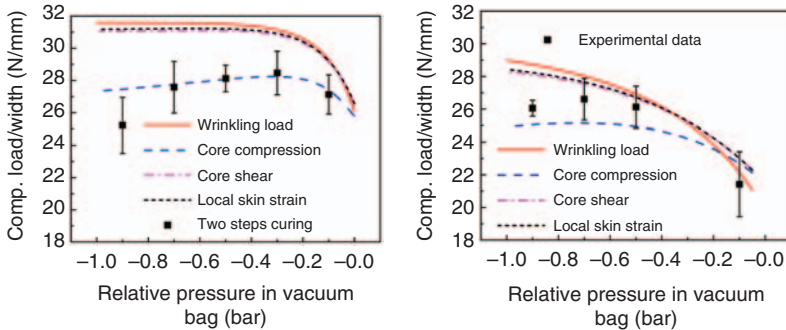 Comp. load/width (N/mm)
32
30
28
26
24
22
20
18
Wrinkling load
Core compression
Core shear
Local skin strain
Two steps curing
−1.0 −0.8 −0.6 −0.4 −0.2 −0.0
Relative pressure in vacuum
bag (bar)
Comp. load/width (N/mm)
32
30
28
26
24
22
20
18
Experimental data
Wrinkling load
Core compression
Core shear
Local skin strain
−1.0 −0.8 −0.6 −0.4 −0.2 0.0
Relative pressure in vacuum
bag (bar)